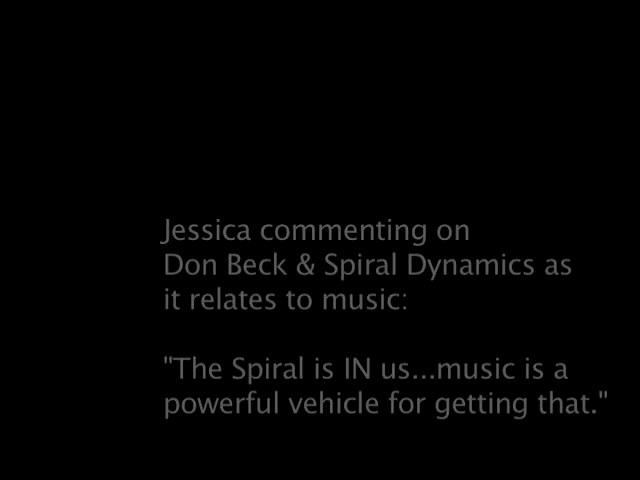 Jessica commenting on
Don Beck & Spiral Dynamics as
it relates to music:
"The Spiral is IN us...music is a
powerful vehicle for getting that."